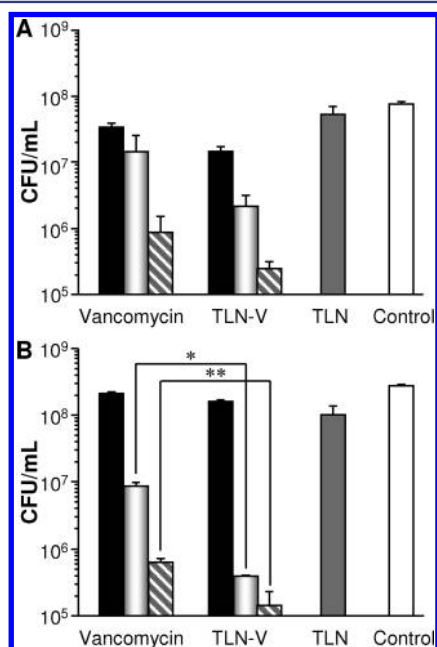 A
CFU/mL
10⁹
10⁸
10⁷
10⁶
10⁵
Vancomycin TLN-V TLN Control
B
CFU/mL
10⁹
10⁸
10⁷
10⁶
10⁵
*
**
Vancomycin TLN-V TLN Control